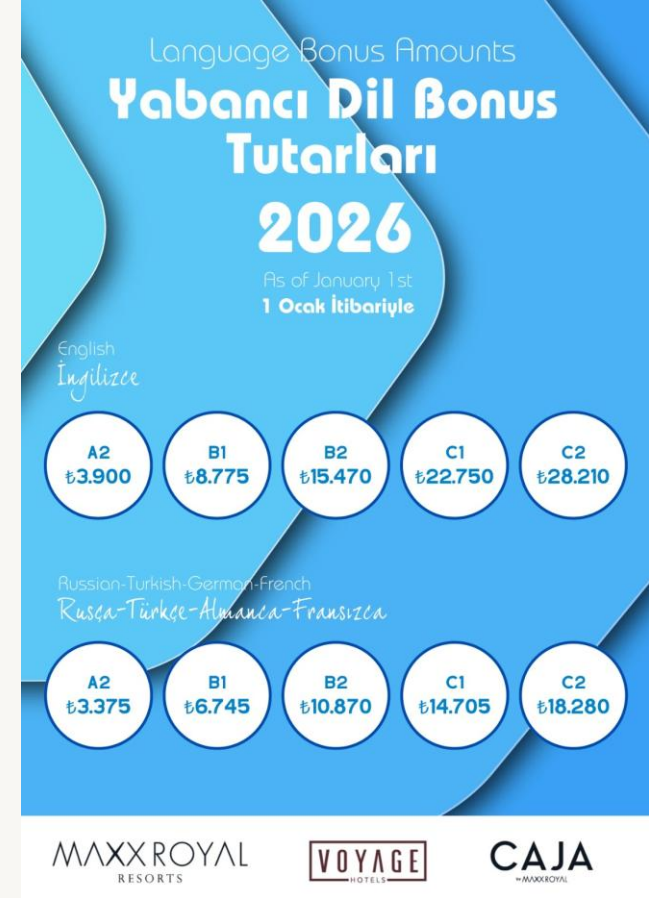 Language Bonus Amounts
Yabancı Dil Bonus
Tutarları
2026
As of January 1st
1 Ocak İtibariyle
English
İngilizce
A2 B1 B2 C1 C2
₺3.900 ₺8.775 ₺15.470 ₺22.750 ₺28.210
Russian-Turkish-German-French
Rusça-Türkçe-Almanca-Fransızca
A2 B1 B2 C1 C2
₺3.375 ₺6.745 ₺10.870 ₺14.705 ₺18.280
MAXX ROYAL
RESORTS
VOYAGE
HOTELS
CAJA
BY MAXX ROYAL